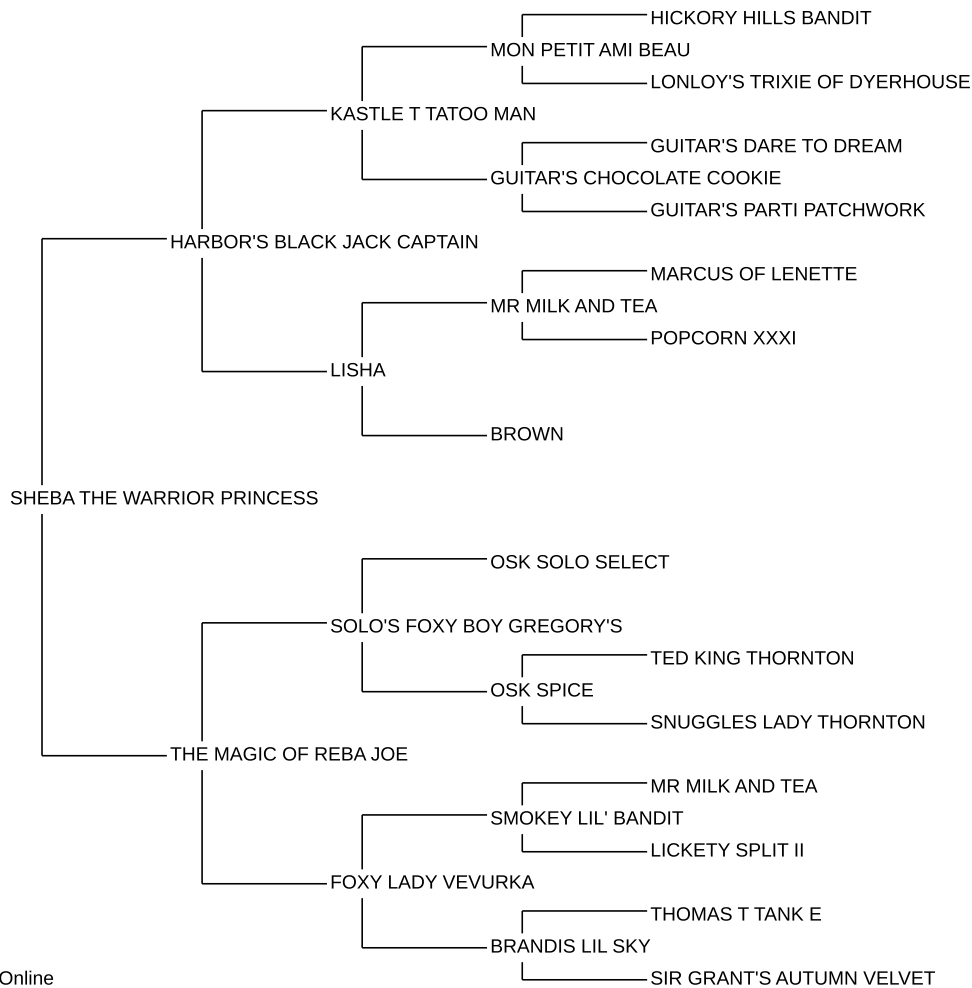 HICKORY HILLS BANDIT
MON PETIT AMI BEAU
LONLOY'S TRIXIE OF DYERHOUSE
KASTLE T TATOO MAN
GUITAR'S DARE TO DREAM
GUITAR'S CHOCOLATE COOKIE
GUITAR'S PARTI PATCHWORK
HARBOR'S BLACK JACK CAPTAIN
MARCUS OF LENETTE
MR MILK AND TEA
POPCORN XXXI
LISHA
BROWN
SHEBA THE WARRIOR PRINCESS
OSK SOLO SELECT
SOLO'S FOXY BOY GREGORY'S
TED KING THORNTON
OSK SPICE
SNUGGLES LADY THORNTON
THE MAGIC OF REBA JOE
MR MILK AND TEA
SMOKEY LIL' BANDIT
LICKETY SPLIT II
FOXY LADY VEVURKA
THOMAS T TANK E
BRANDIS LIL SKY
SIR GRANT'S AUTUMN VELVET
Online